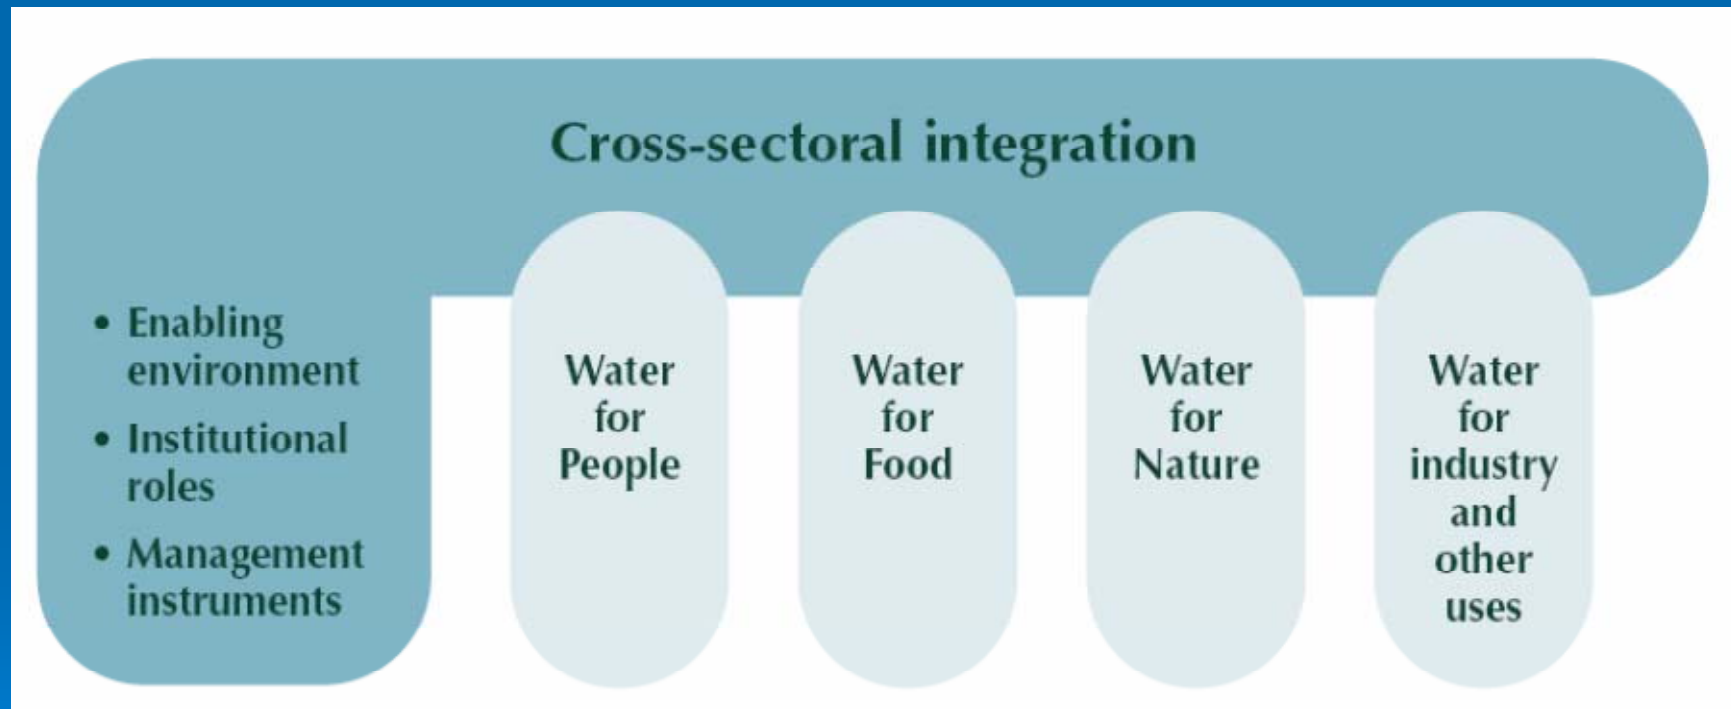 Cross-sectoral integration
• Enabling
environment
• Institutional
roles
• Management
instruments
Water
for
People
Water
for
Food
Water
for
Nature
Water
for
industry
and
other
uses